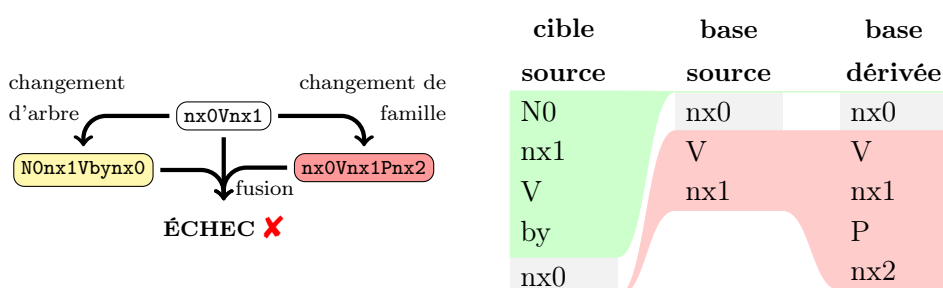 changement
d'arbre
nx0Vnx1
changement de
famille
N0nx1Vbynx0
nx0Vnx1Pnx2
fusion
ÉCHEC ✘
cible
source
base
source
base
dérivée
N0
nx1
V
by
nx0
nx0
V
nx1
nx0
V
nx1
P
nx2